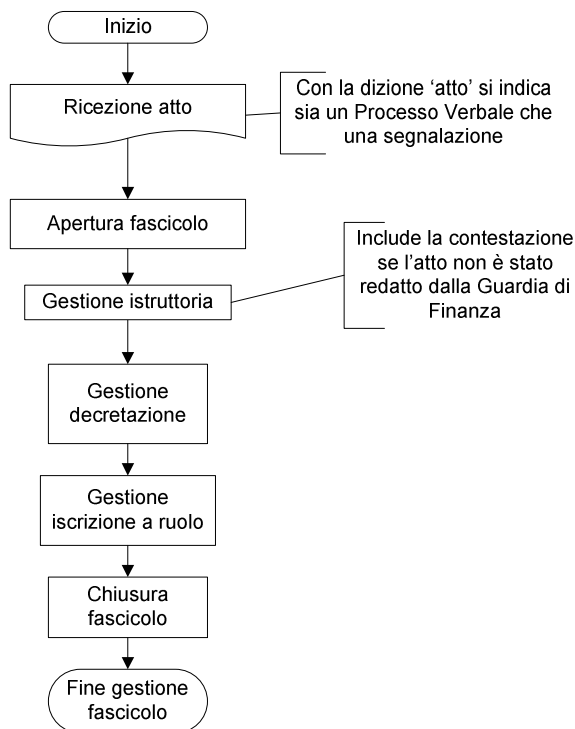 Inizio
Ricezione atto
Con la dizione ‘atto’ si indica
sia un Processo Verbale che
una segnalazione
Apertura fascicolo
Include la contestazione
se l’atto non è stato
redatto dalla Guardia di
Finanza
Gestione istruttoria
Gestione
decretazione
Gestione
iscrizione a ruolo
Chiusura
fascicolo
Fine gestione
fascicolo